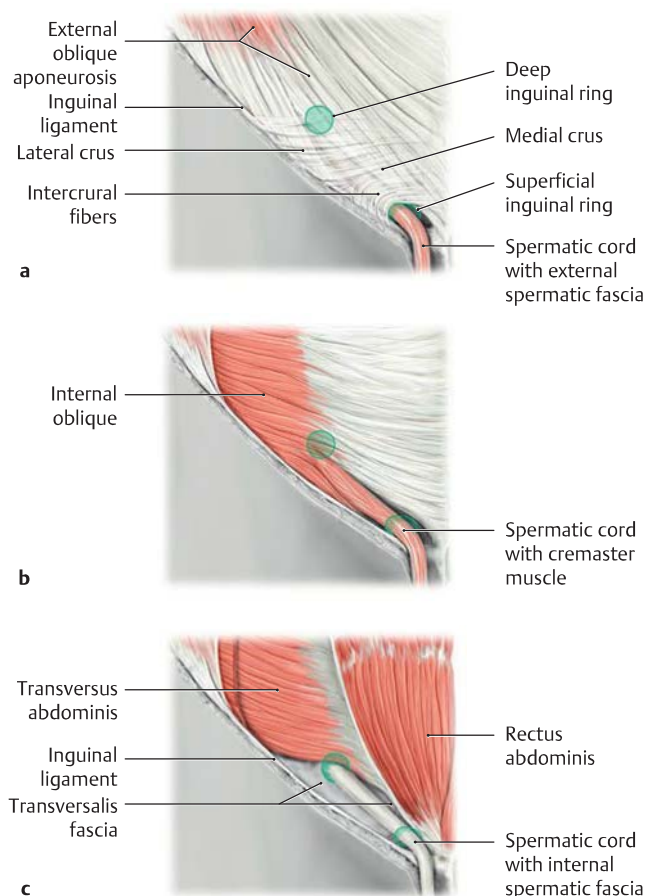 External
oblique
aponeurosis
Inguinal
ligament
Lateral crus
Intercrural
fibers
Deep
inguinal ring
Medial crus
Superficial
inguinal ring
Spermatic cord
with external
spermatic fascia
a
Internal
oblique
Spermatic cord
with cremaster
muscle
b
Transversus
abdominis
Inguinal
ligament
Transversalis
fascia
Rectus
abdominis
Spermatic cord
with internal
spermatic fascia
c